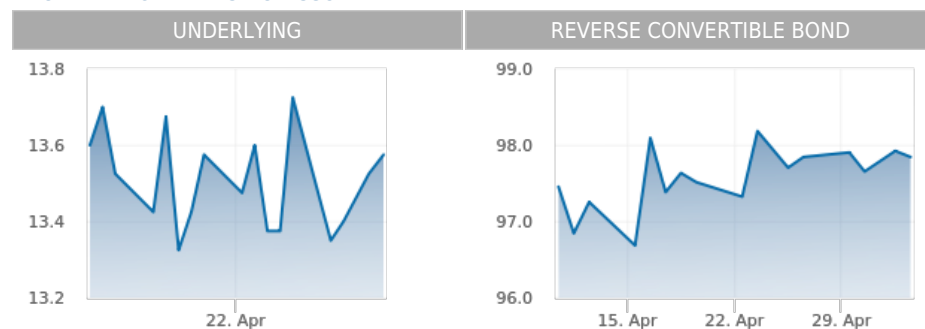 UNDERLYING
REVERSE CONVERTIBLE BOND
13.8
13.6
13.4
13.2
22. Apr
99.0
98.0
97.0
96.0
15. Apr
22. Apr
29. Apr